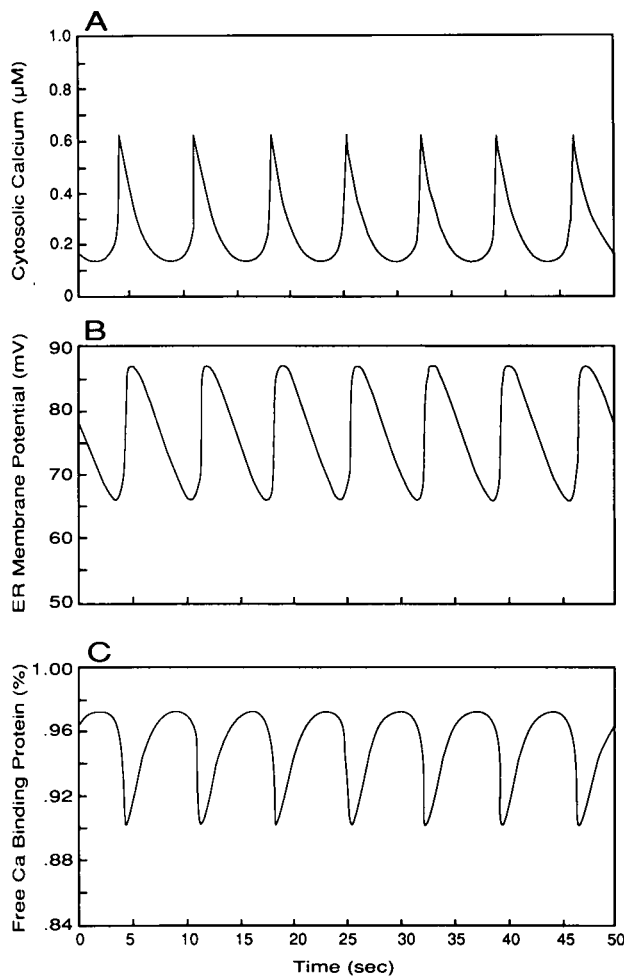 A
1.0
0.8
0.6
0.4
0.2
0
Cytosolic Calcium (μM)
B
90
80
70
60
50
ER Membrane Potential (mV)
C
1.00
.96
.92
.88
.84
Free Ca Binding Protein (%)
0 5 10 15 20 25 30 35 40 45 50
Time (sec)